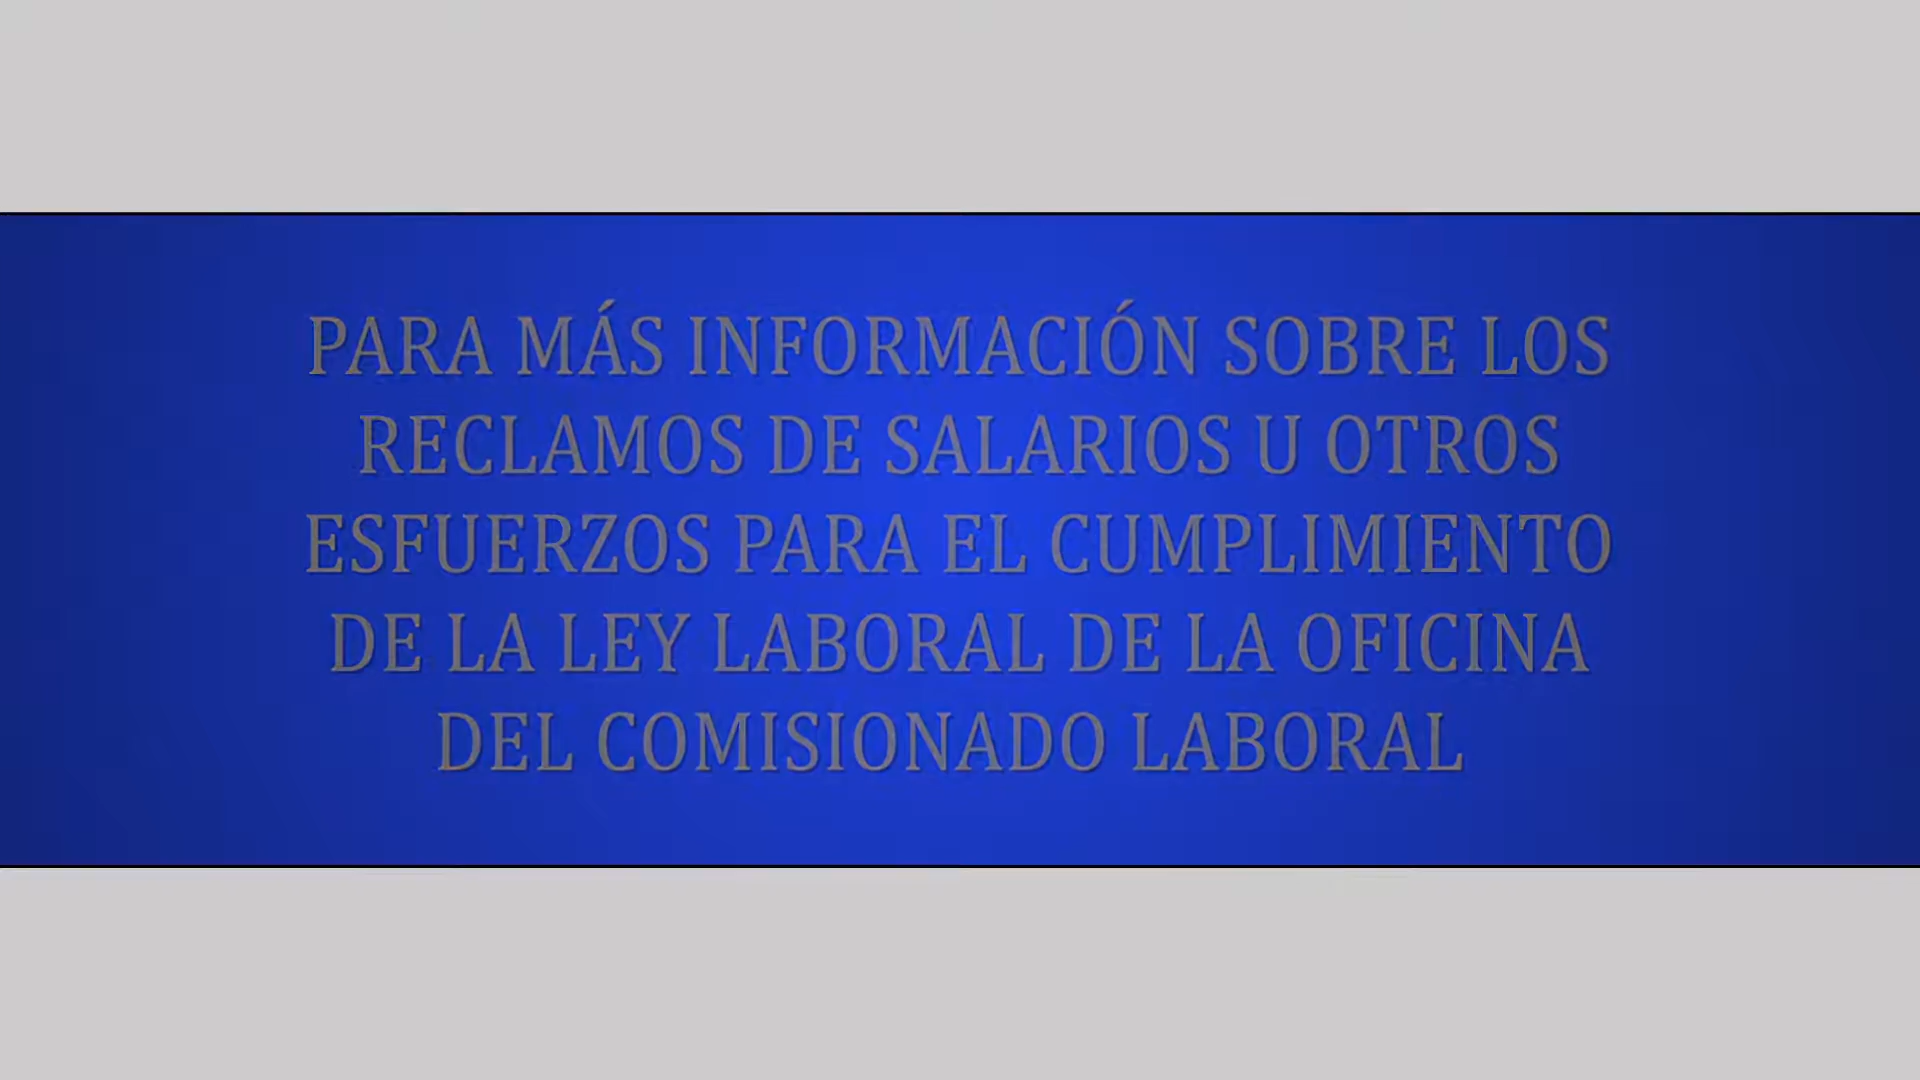 PARA MÁS INFORMACIÓN SOBRE LOS
RECLAMOS DE SALARIOS U OTROS
ESFUERZOS PARA EL CUMPLIMIENTO
DE LA LEY LABORAL DE LA OFICINA
DEL COMISIONADO LABORAL